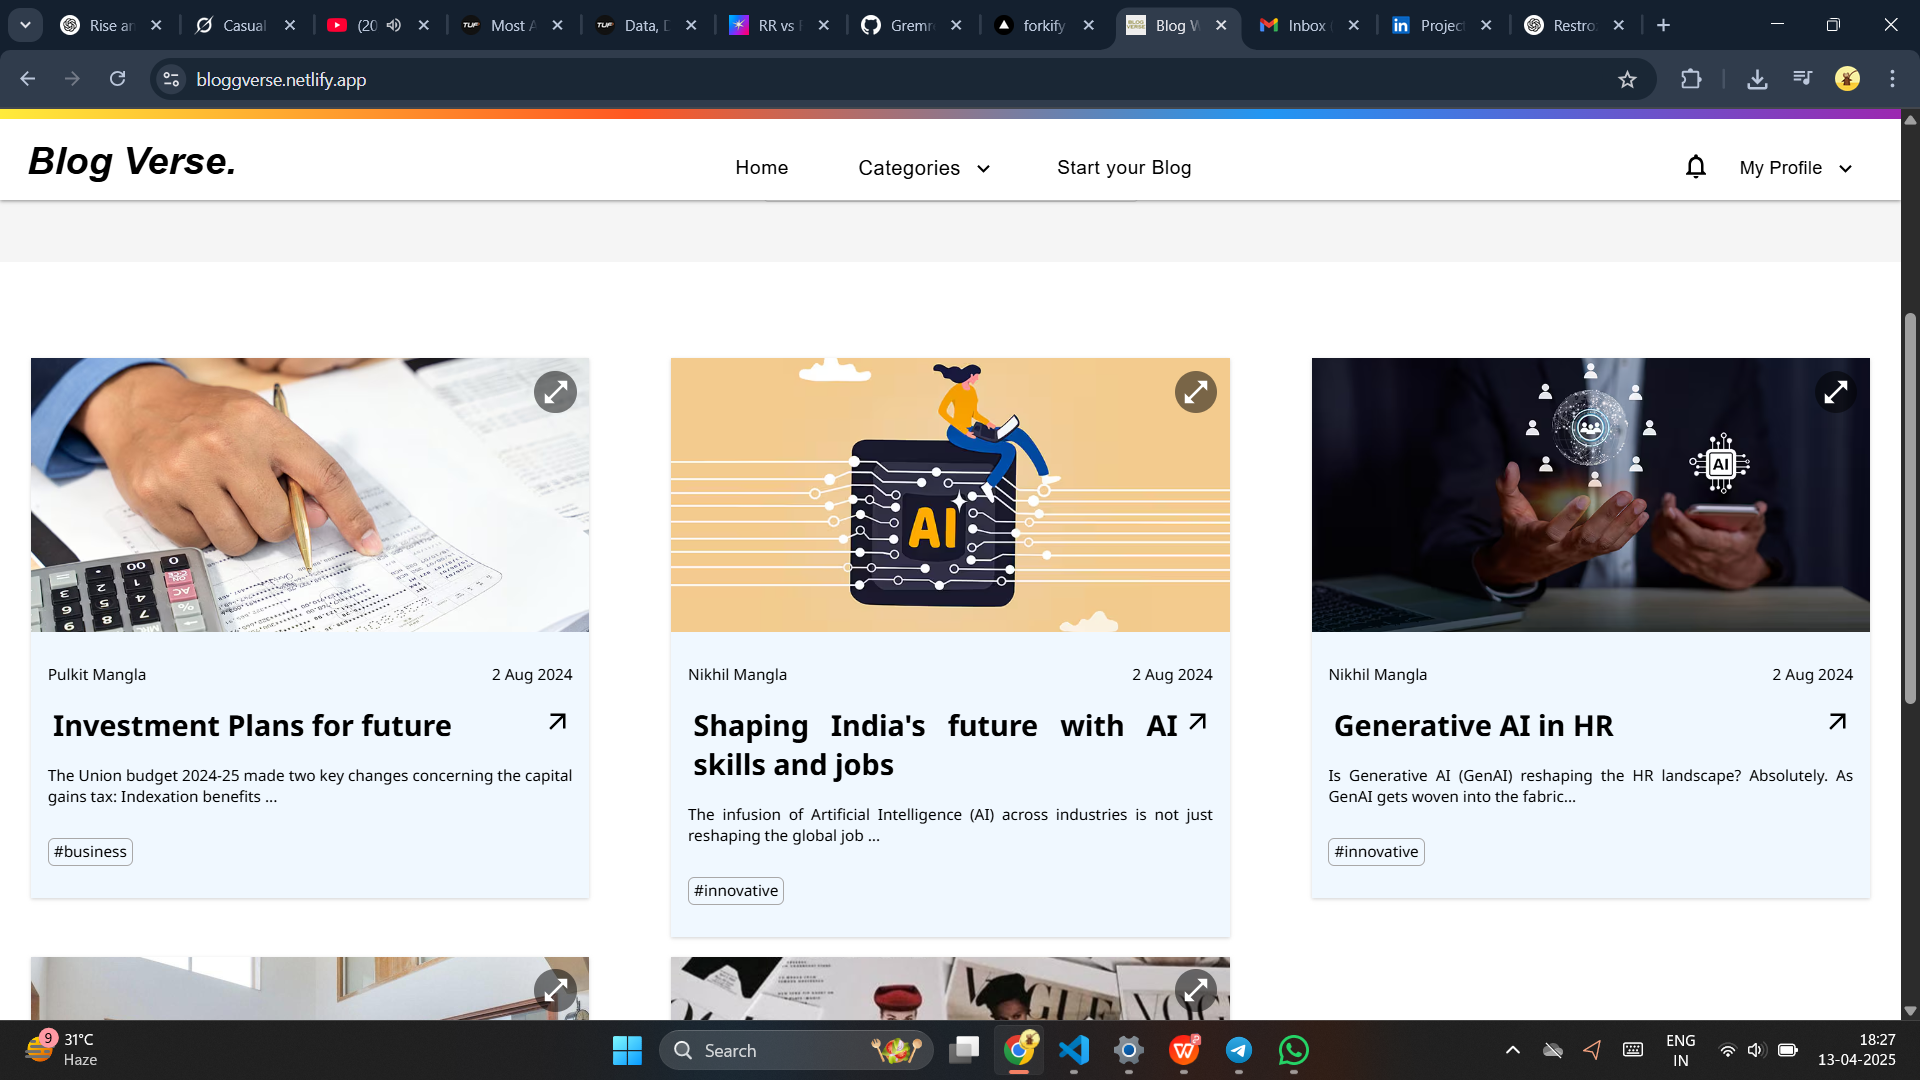 Rise an
Casual
(20
Most A
Data, D
RR vs F
Gremr
forkify
Blog W
Inbox (
Project
Restro
bloggverse.netlify.app
Blog Verse.
Home
Categories
Start your Blog
My Profile
AI
AI
Pulkit Mangla
2 Aug 2024
Nikhil Mangla
2 Aug 2024
Nikhil Mangla
2 Aug 2024
Investment Plans for future
Shaping India's future with AI
skills and jobs
Generative AI in HR
The Union budget 2024-25 made two key changes concerning the capital
gains tax: Indexation benefits ...
The infusion of Artificial Intelligence (AI) across industries is not just
reshaping the global job ...
Is Generative AI (GenAI) reshaping the HR landscape? Absolutely. As
GenAI gets woven into the fabric...
#business
#innovative
#innovative
VOGUE
9
31°C
Haze
Search
ENG
IN
18:27
13-04-2025